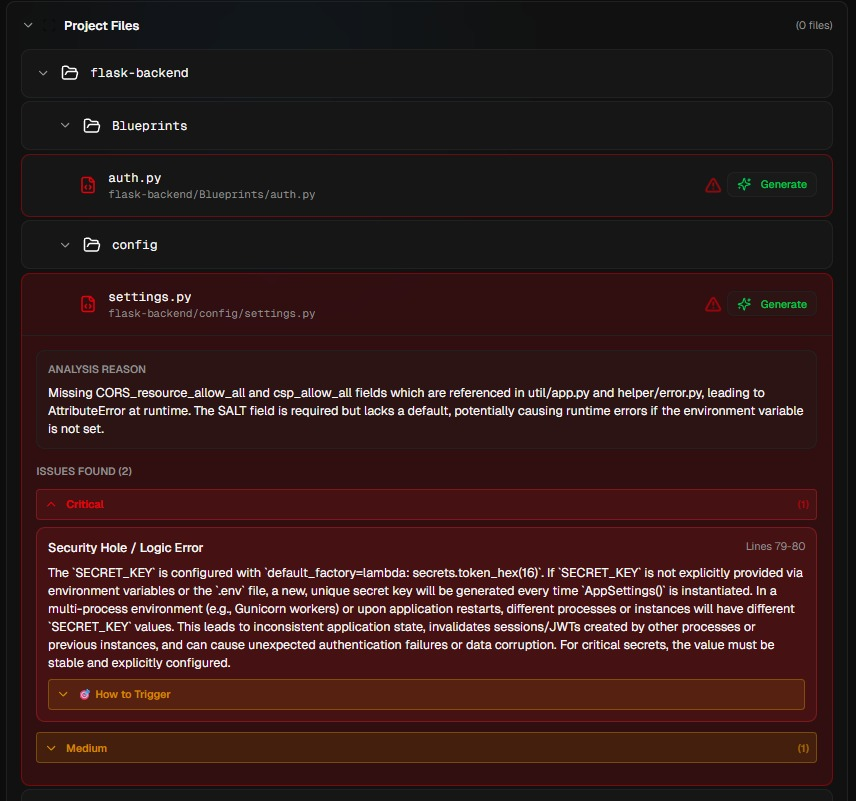 Project Files
(0 files)
flask-backend
Blueprints
auth.py
flask-backend/Blueprints/auth.py
Generate
config
settings.py
flask-backend/config/settings.py
Generate
ANALYSIS REASON
Missing CORS_resource_allow_all and csp_allow_all fields which are referenced in util/app.py and helper/error.py, leading to
AttributeError at runtime. The SALT field is required but lacks a default, potentially causing runtime errors if the environment variable
is not set.
ISSUES FOUND (2)
Critical
(1)
Security Hole / Logic Error
Lines 79-80
The `SECRET_KEY` is configured with `default_factory=lambda: secrets.token_hex(16)`. If `SECRET_KEY` is not explicitly provided via
environment variables or the `.env` file, a new, unique secret key will be generated every time `AppSettings()` is instantiated. In a
multi-process environment (e.g., Gunicorn workers) or upon application restarts, different processes or instances will have different
`SECRET_KEY` values. This leads to inconsistent application state, invalidates sessions/JWTs created by other processes or
previous instances, and can cause unexpected authentication failures or data corruption. For critical secrets, the value must be
stable and explicitly configured.
How to Trigger
Medium
(1)